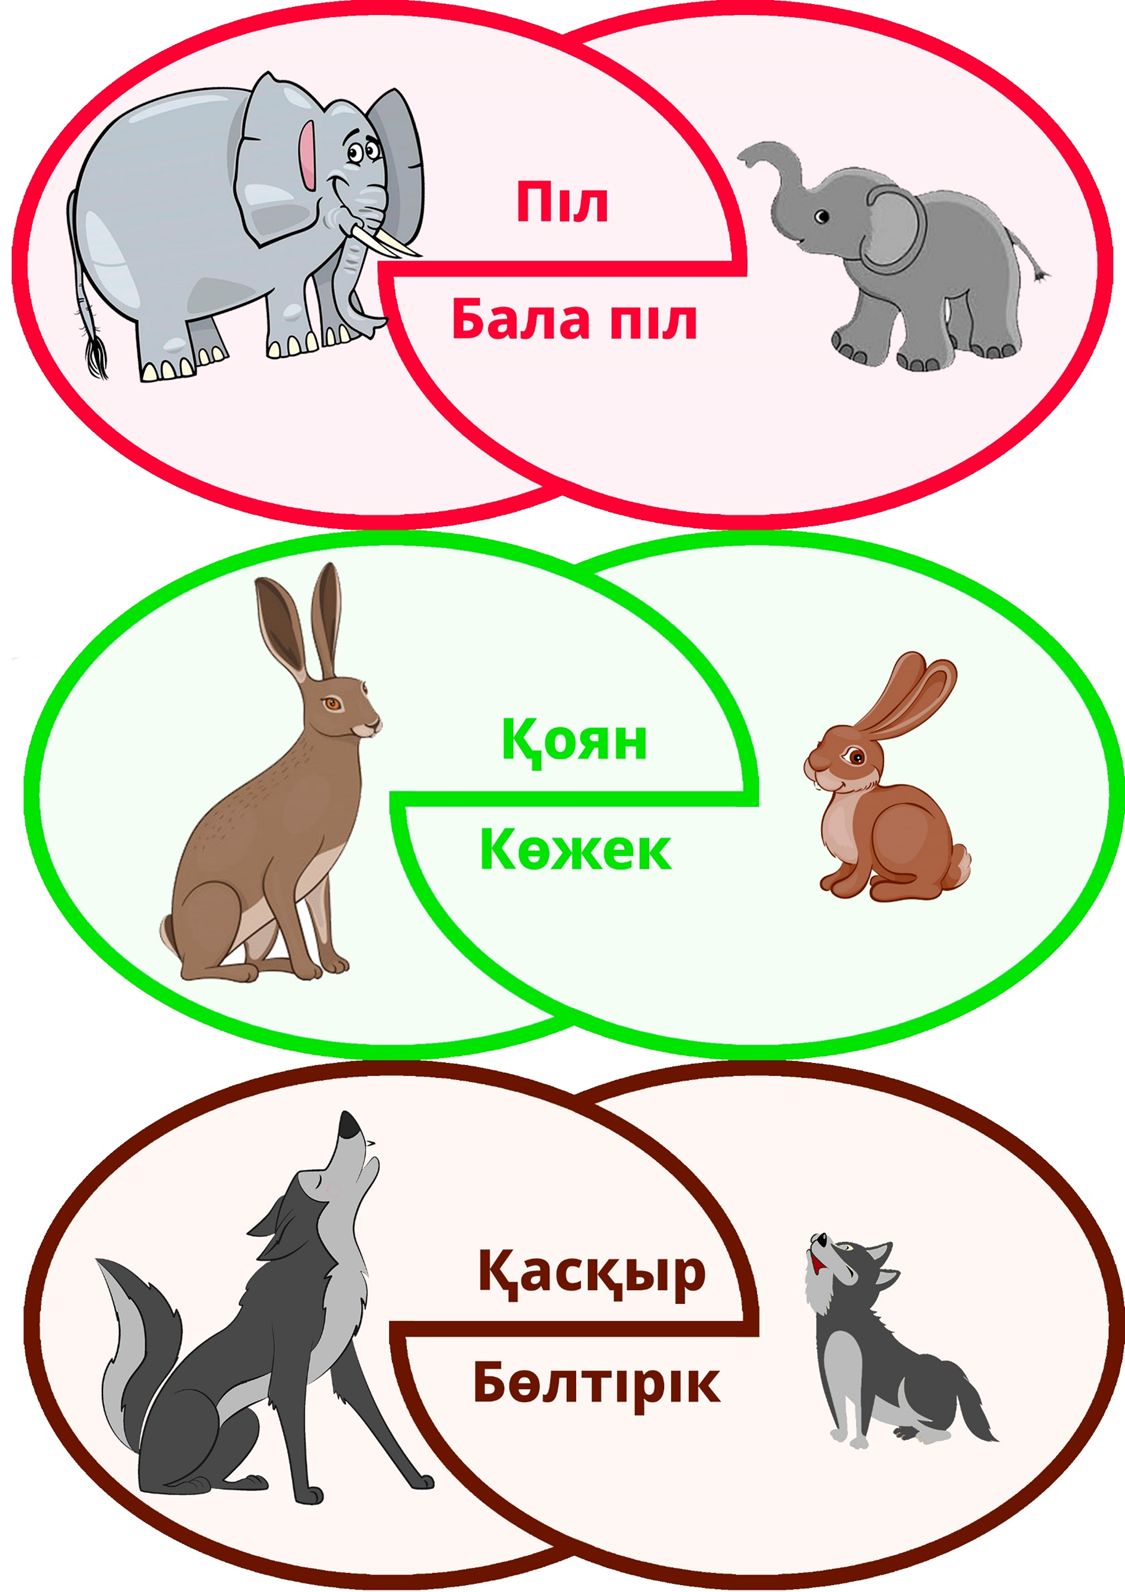 Піл
Бала піл
Қоян
Көжек
Қасқыр
Бөлтірік